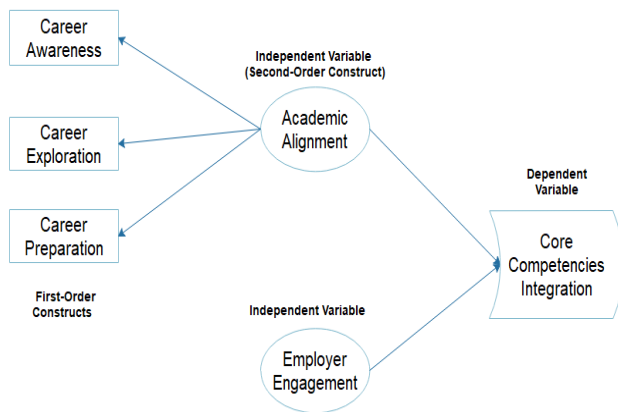 Career
Awareness
Independent Variable
(Second-Order Construct)
Academic
Alignment
Career
Exploration
Career
Preparation
First-Order
Constructs
Dependent
Variable
Core
Competencies
Integration
Independent Variable
Employer
Engagement